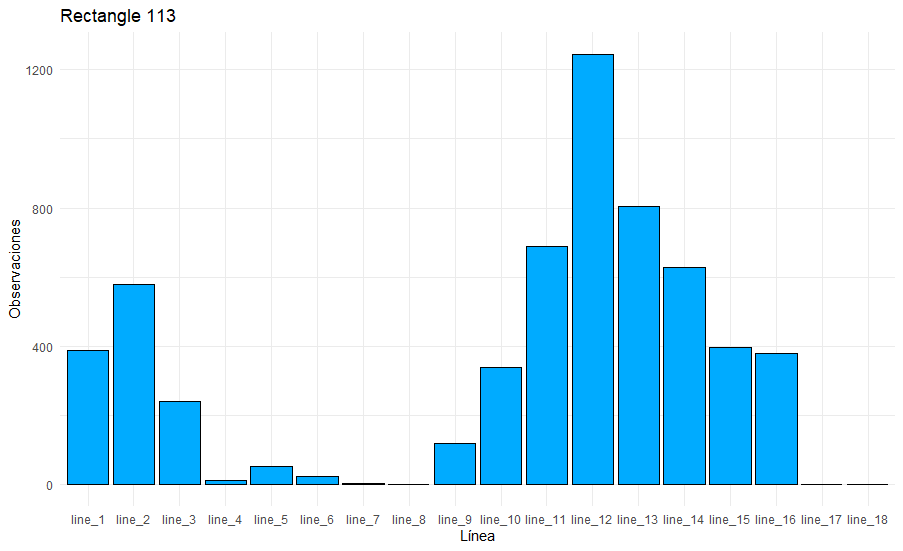 Rectangle 113
Observaciones
1200
800
400
0
line_1 line_2 line_3 line_4 line_5 line_6 line_7 line_8 line_9 line_10 line_11 line_12 line_13 line_14 line_15 line_16 line_17 line_18
Línea